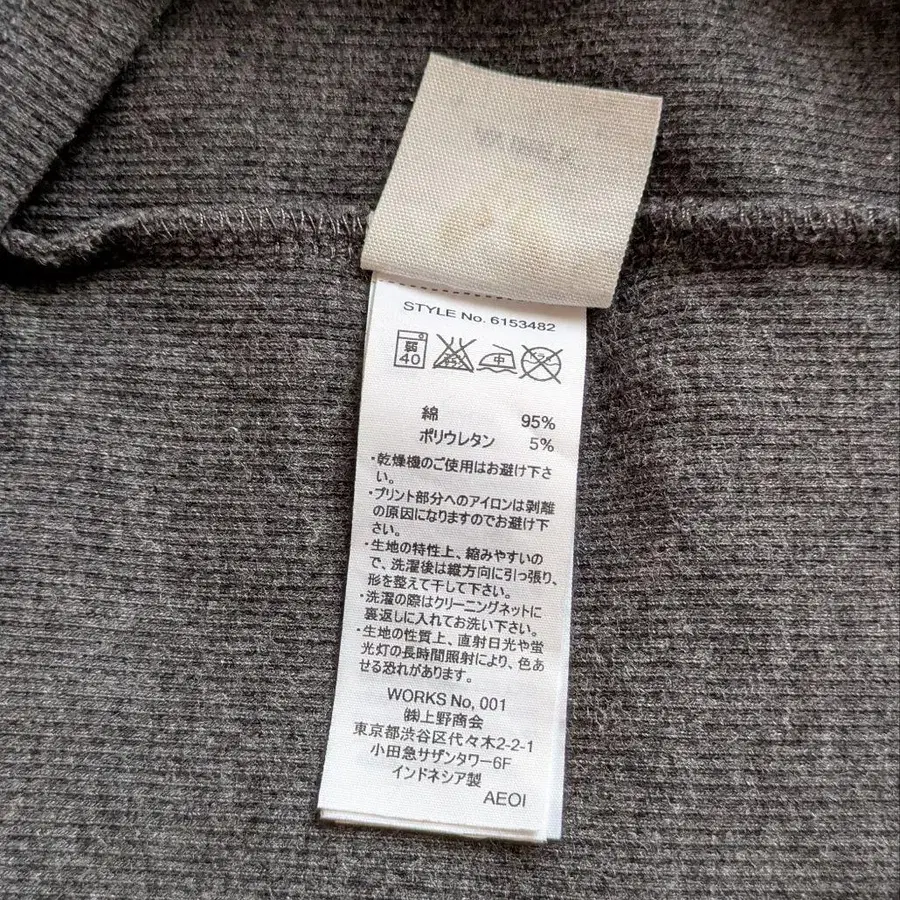 STYLE No. 6153482
弱
40
中
綿 95%
ポリウレタン 5%
・乾燥機のご使用はお避け下さ
い。
・プリント部分へのアイロンは剥離
の原因になりますのでお避け下
さい。
・生地の特性上、縮みやすいの
で、洗濯後は縦方向に引っ張り、
形を整えて干して下さい。
・洗濯の際はクリーニングネットに
裏返しに入れてお洗い下さい。
・生地の性質上、直射日光や蛍
光灯の長時間照射により、色あ
せる恐れがあります。
WORKS No, 001
㈱上野商会
東京都渋谷区代々木2-2-1
小田急サザンタワー6F
インドネシア製
AEOI